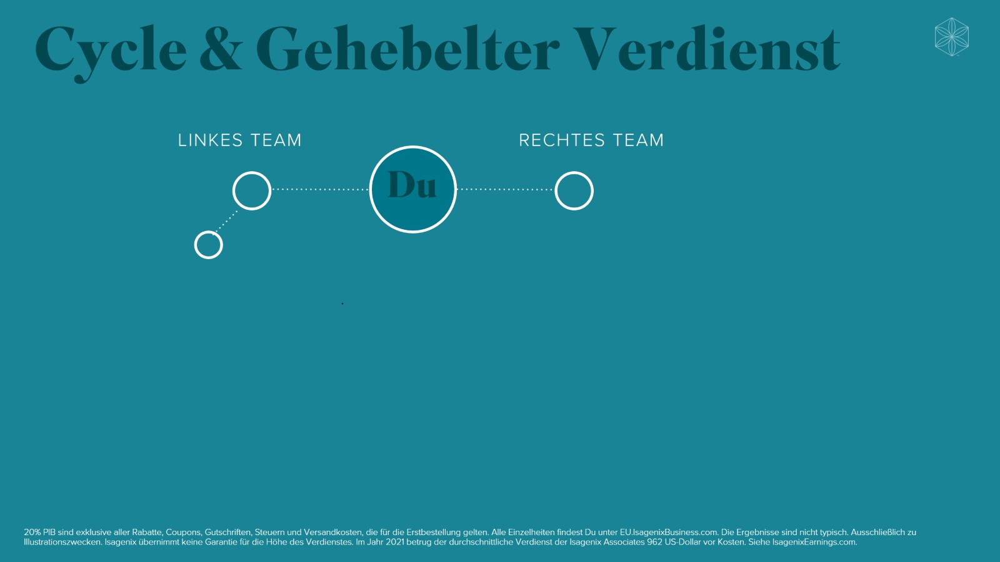 Cycle & Gehebelter Verdienst
LINKES TEAM
RECHTES TEAM
Du
20% PIB sind exklusive aller Rabatte, Coupons, Gutschriften, Steuern und Versandkosten, die für die Erstbestellung gelten. Alle Einzelheiten findest Du unter EU.IsagenixBusiness.com. Die Ergebnisse sind nicht typisch. Ausschließlich zu
Illustrationszwecken. Isagenix übernimmt keine Garantie für die Höhe des Verdienstes. Im Jahr 2021 betrug der durchschnittliche Verdienst der Isagenix Associates 962 US-Dollar vor Kosten. Siehe IsagenixEarnings.com.